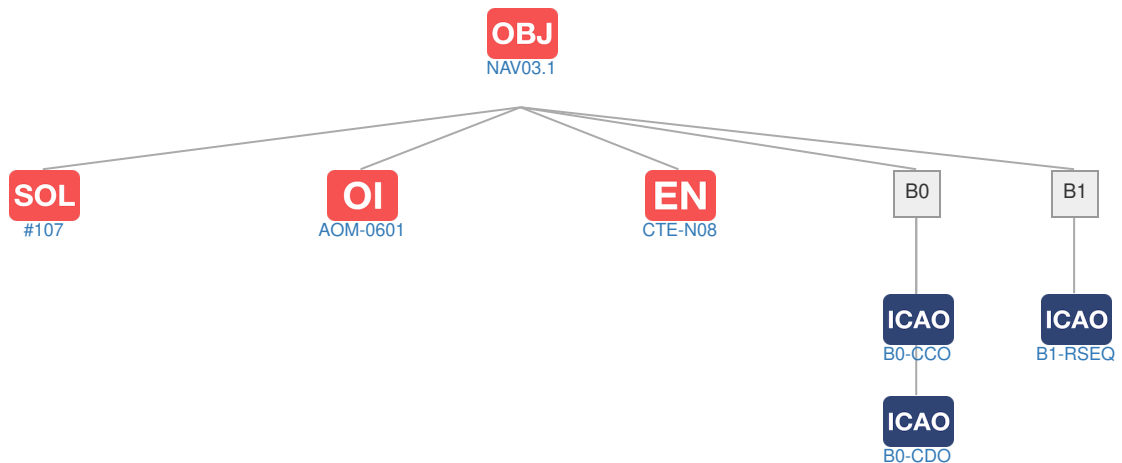 OBJ
NAV03.1
SOL
#107
OI
AOM-0601
EN
CTE-N08
B0
B1
ICAO
B0-CCO
ICAO
B1-RSEQ
ICAO
B0-CDO